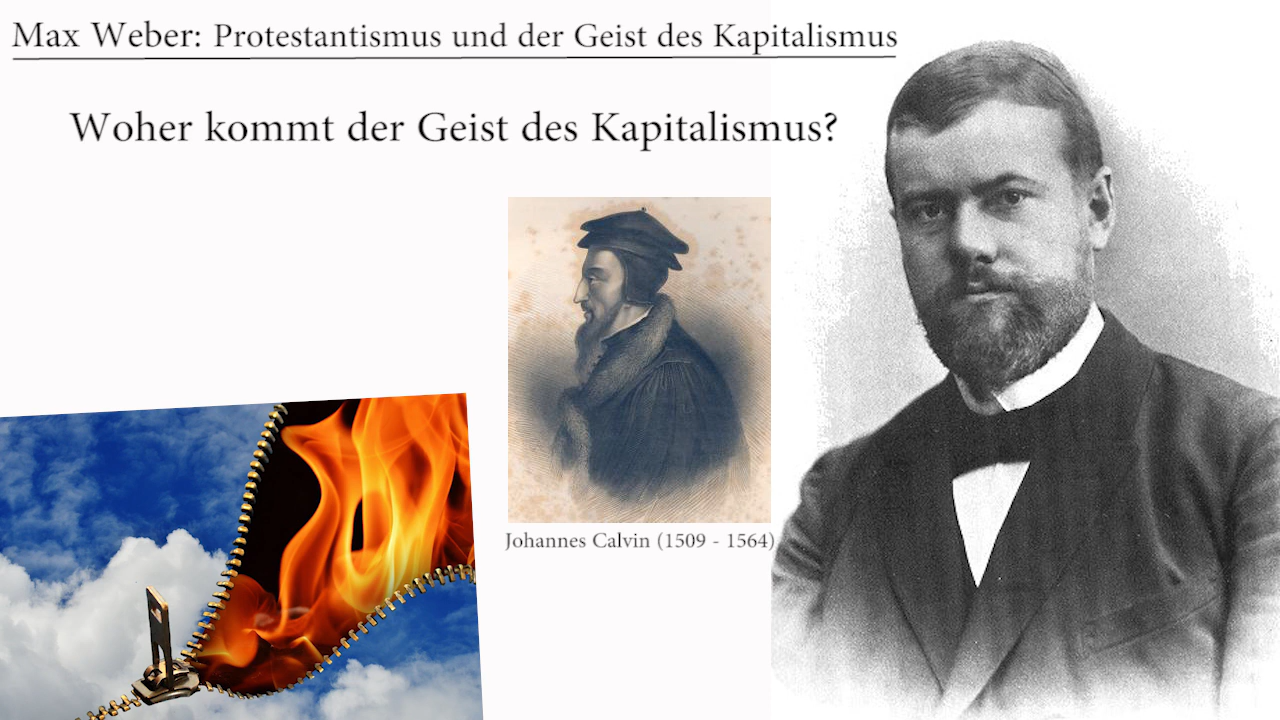 Max Weber: Protestantismus und der Geist des Kapitalismus
Woher kommt der Geist des Kapitalismus?
Johannes Calvin (1509 - 1564)